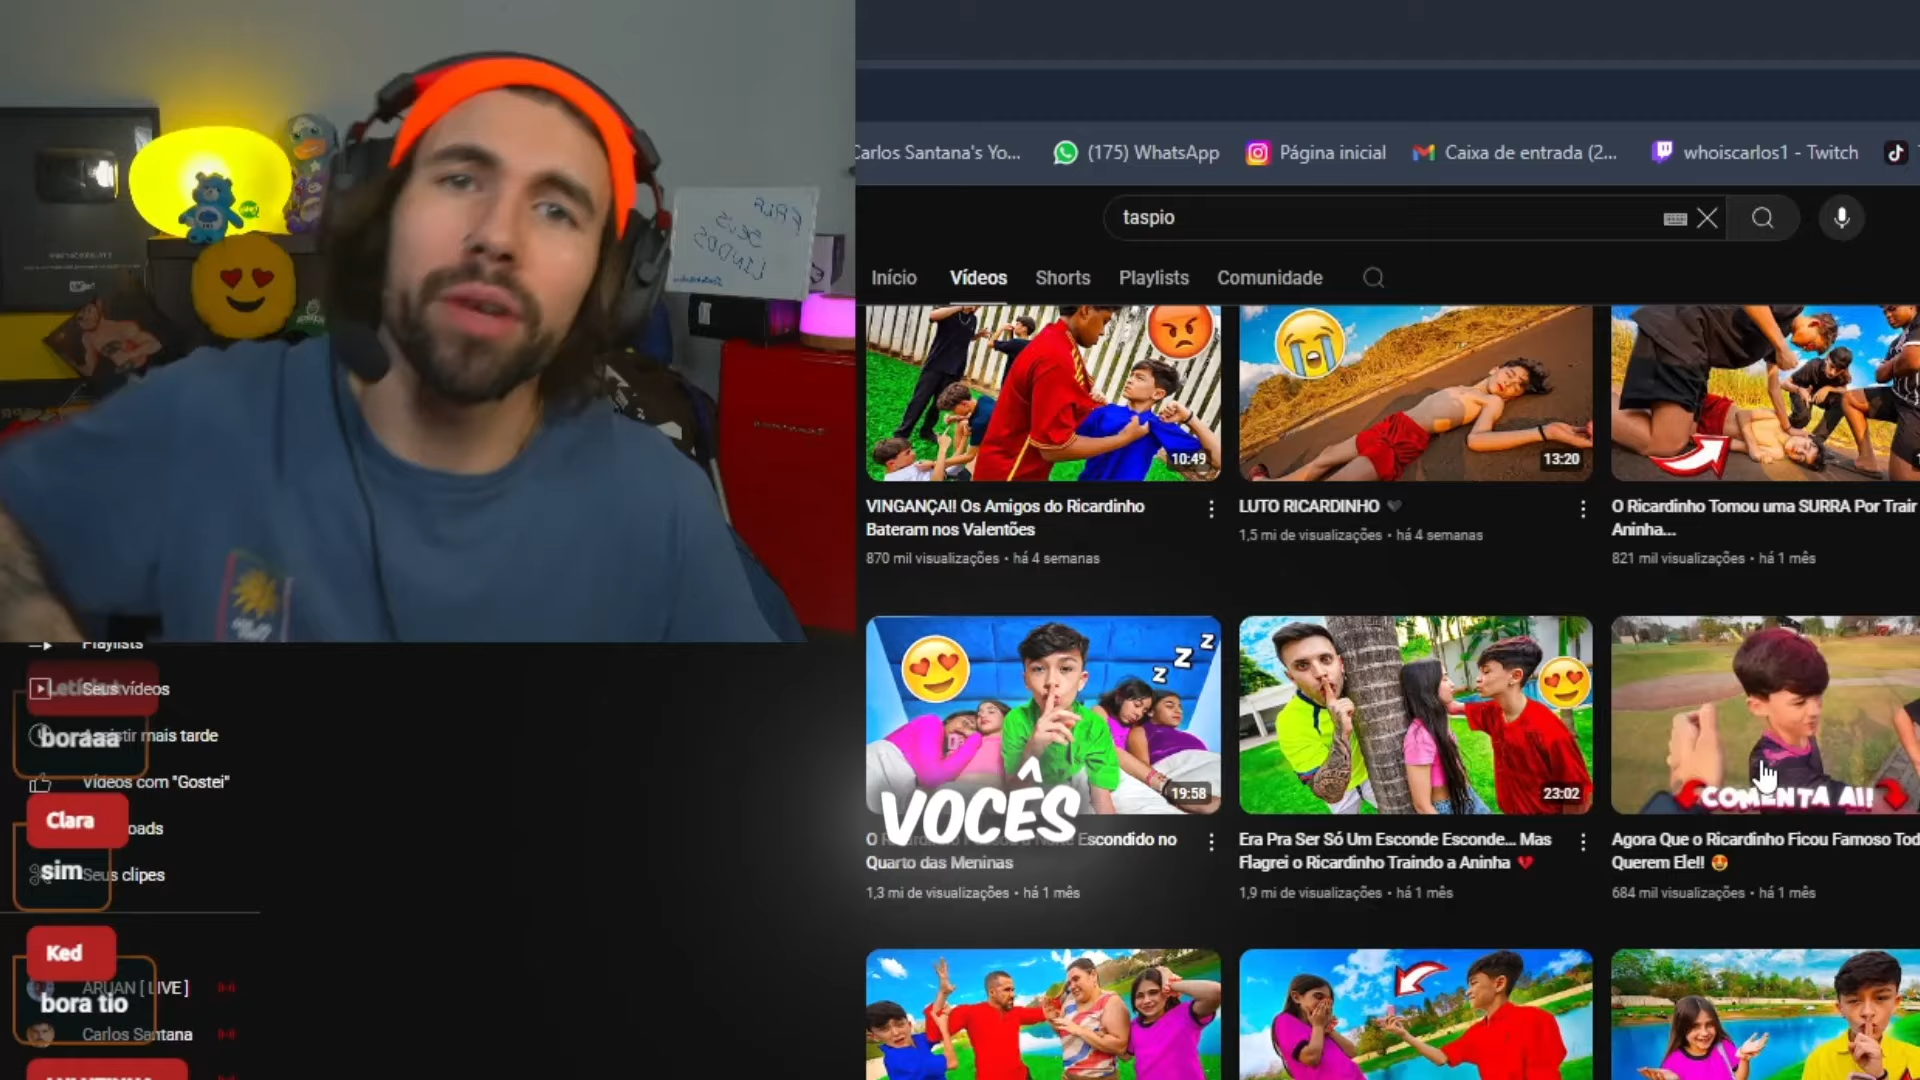 Carlos Santana's Yo...
(175) WhatsApp
Página inicial
Caixa de entrada (2...
whoiscarlos1 - Twitch
taspio
Início
Vídeos
Shorts
Playlists
Comunidade
10:49
13:20
VINGANÇA!! Os Amigos do Ricardinho
Bateram nos Valentões
870 mil visualizações • há 4 semanas
LUTO RICARDINHO 🖤
1,5 mi de visualizações • há 4 semanas
O Ricardinho Tomou uma SURRA Por Trair
Aninha...
821 mil visualizações • há 1 mês
z z z
19:58
23:02
COMENTA AI!
VOCÊS
O Escondido no
Quarto das Meninas
1,3 mi de visualizações • há 1 mês
Era Pra Ser Só Um Esconde Esconde... Mas
Flagrei o Ricardinho Traindo a Aninha 💔
1,9 mi de visualizações • há 1 mês
Agora Que o Ricardinho Ficou Famoso Tod
Querem Ele!! 🤩
684 mil visualizações • há 1 mês
Playlists
Seus vídeos
boraaa
mais tarde
Vídeos com "Gostei"
Clara
oads
sim
Seus clipes
Ked
ARUAN [ LIVE ]
bora tio
Carlos Santana